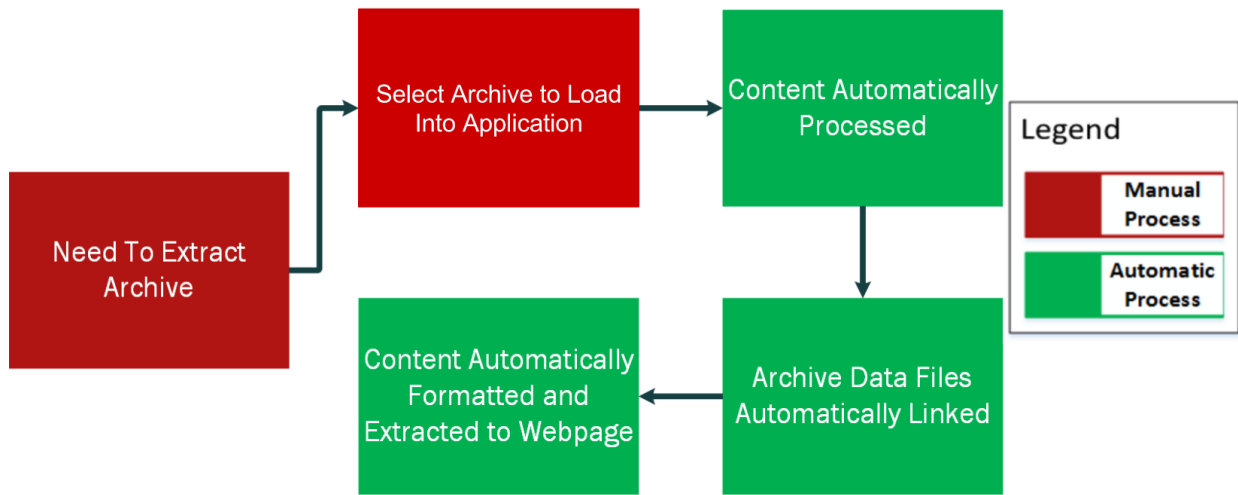 Need To Extract
Archive
Select Archive to Load
Into Application
Content Automatically
Processed
Archive Data Files
Automatically Linked
Content Automatically
Formatted and
Extracted to Webpage
Legend
Manual
Process
Automatic
Process